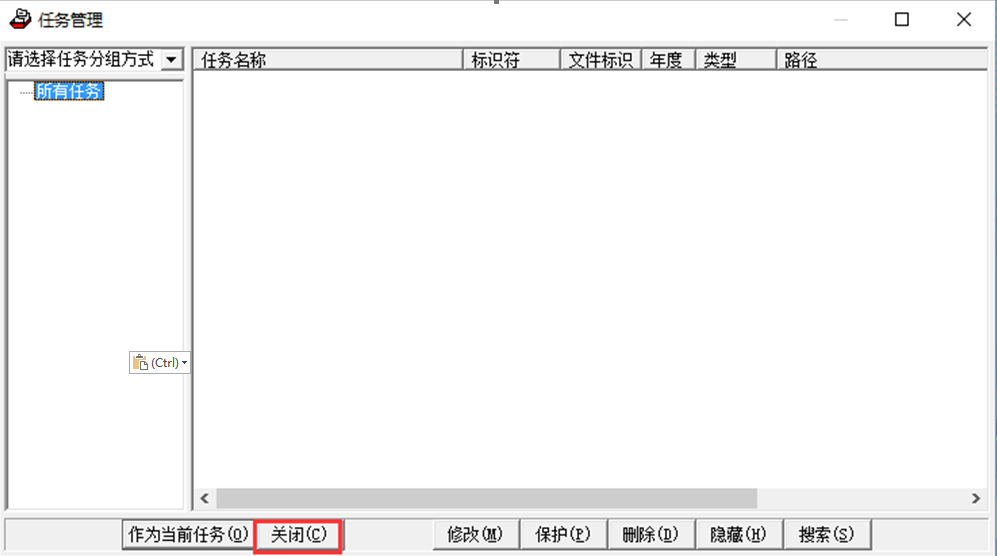 任务管理
请选择任务分组方式
任务名称 标识符 文件标识 年度 类型 路径
所有任务
(Ctrl)
作为当前任务(O) 关闭(C) 修改(M) 保护(P) 删除(D) 隐藏(H) 搜索(S)